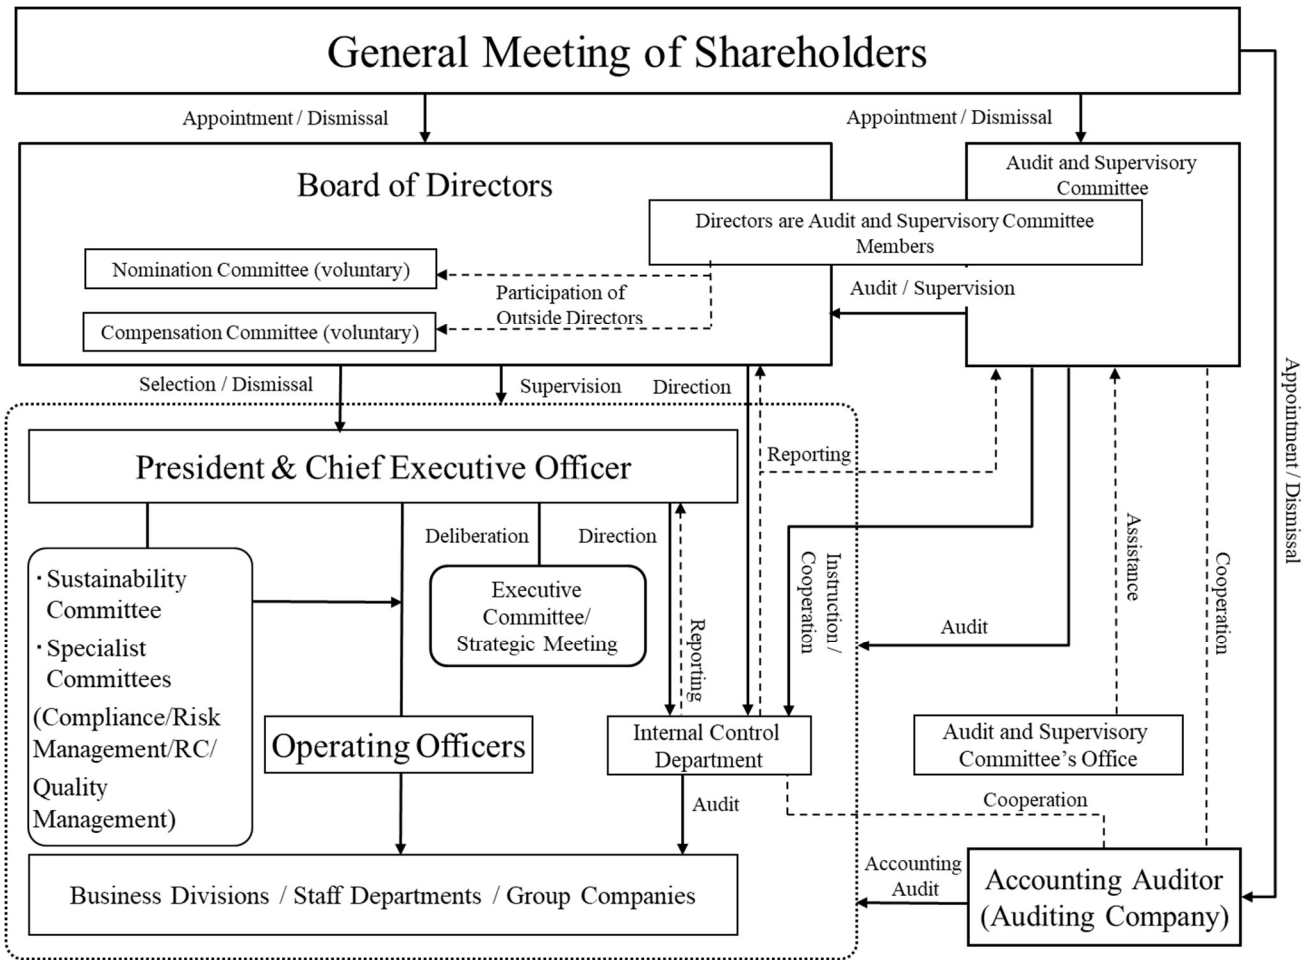 General Meeting of Shareholders
Appointment / Dismissal
Appointment / Dismissal
Board of Directors
Audit and Supervisory
Committee
Directors are Audit and Supervisory Committee
Members
Nomination Committee (voluntary)
Participation of
Outside Directors
Compensation Committee (voluntary)
Audit / Supervision
Appointment / Dismissal
Selection / Dismissal
Supervision
Direction
President & Chief Executive Officer
Reporting
Deliberation
Direction
Reporting
Instruction /
Cooperation
Audit
Assistance
Cooperation
・Sustainability
Committee
・Specialist
Committees
(Compliance/Risk
Management/RC/
Quality
Management)
Executive
Committee/
Strategic Meeting
Operating Officers
Internal Control
Department
Audit and Supervisory
Committee's Office
Audit
Cooperation
Accounting
Audit
Accounting Auditor
(Auditing Company)
Business Divisions / Staff Departments / Group Companies